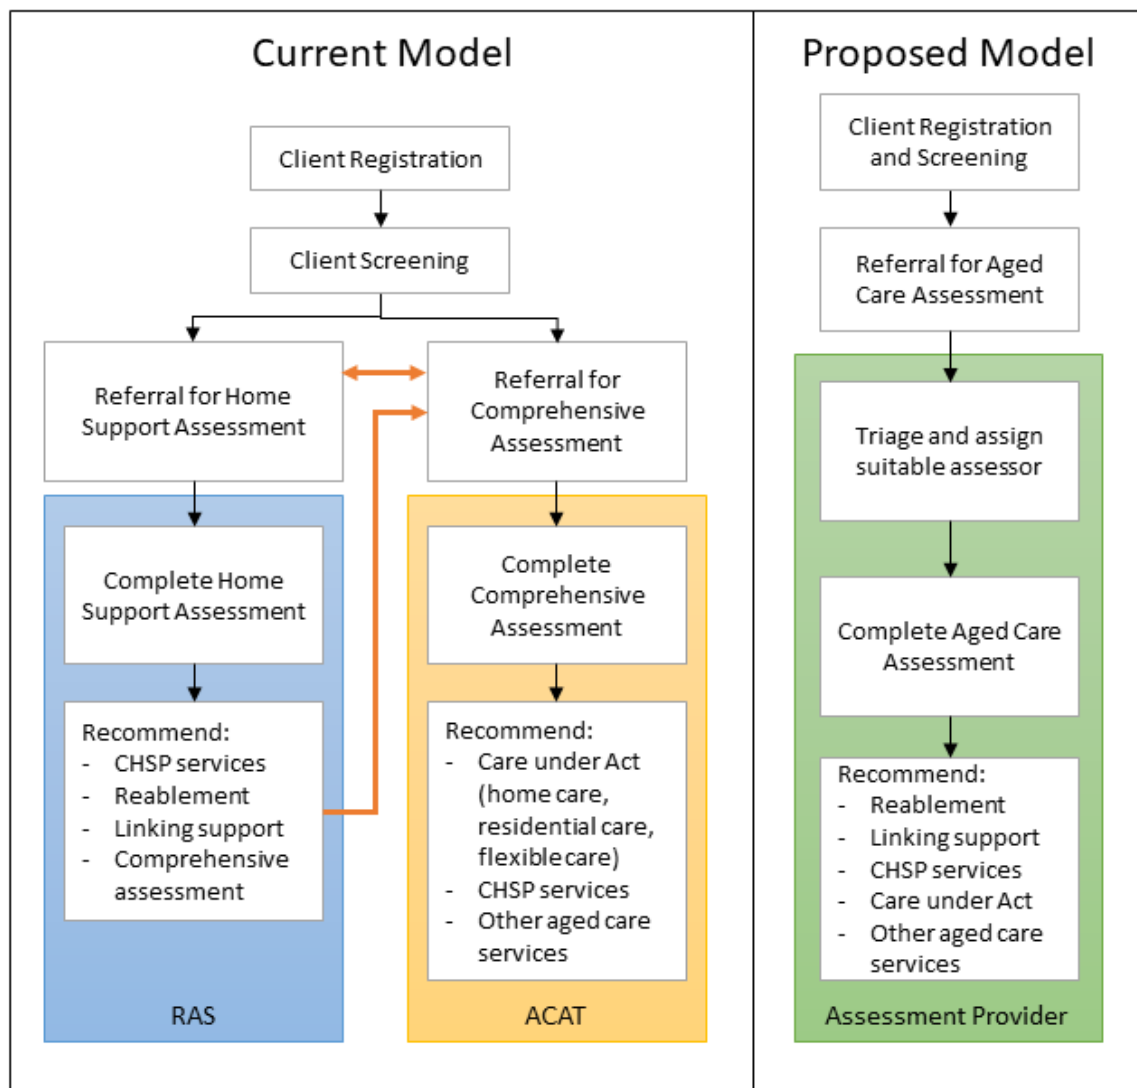 Current Model
Client Registration
Client Screening
Referral for Home
Support Assessment
Referral for
Comprehensive
Assessment
Complete Home
Support Assessment
Complete
Comprehensive
Assessment
Recommend:
- CHSP services
- Reablement
- Linking support
- Comprehensive
assessment
Recommend:
- Care under Act
(home care,
residential care,
flexible care)
- CHSP services
- Other aged care
services
RAS
ACAT
Proposed Model
Client Registration
and Screening
Referral for Aged
Care Assessment
Triage and assign
suitable assessor
Complete Aged Care
Assessment
Recommend:
- Reablement
- Linking support
- CHSP services
- Care under Act
- Other aged care
services
Assessment Provider